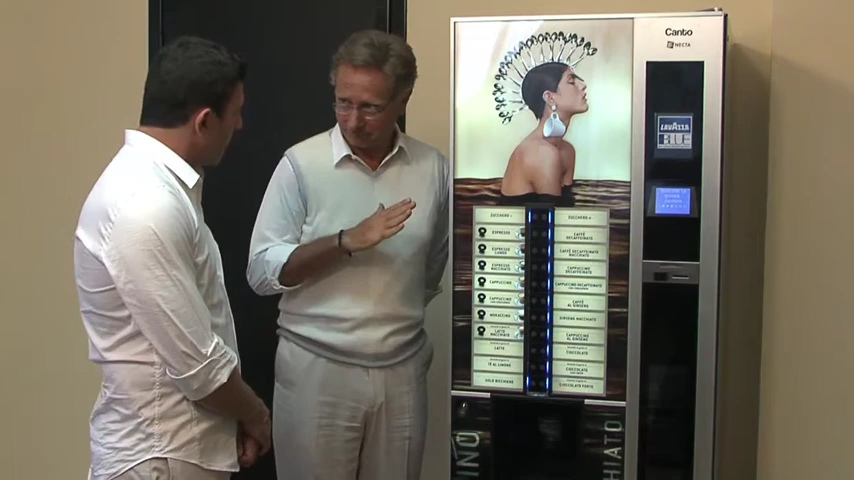 Canto
NECTA
LAVAZZA
BLUE
ZUCCHERO -
ZUCCHERO +
ESPRESSO
CAFFÈ
DECAFFEINATO
ESPRESSO
LUNGO
CAFFÈ DECAFFEINATO
MACCHIATO
ESPRESSO
MACCHIATO
CAPPUCCINO
DECAFFEINATO
CAPPUCCINO
CAPPUCCINO DECAFFEINATO
CAPPUCCINO
CAFFÈ
AL GINSENG
MOKACCINO
GINSENG MACCHIATO
LATTE
MACCHIATO
CAPPUCCINO
LATTE
CIOCCOLATO
TÈ AL LIMONE
CIOCCOLATO
SOLO BICCHIERE
CIOCCOLATO FORTE
INO
HIATO